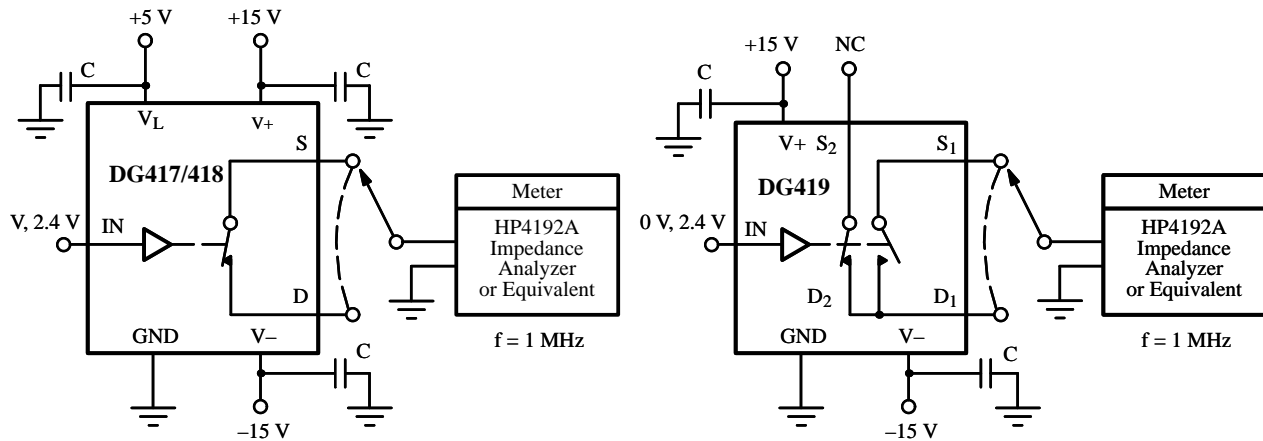 +5 V
+15 V
C
C
V_L
V+
S
DG417/418
V, 2.4 V
IN
D
GND
V–
C
–15 V
Meter
HP4192A
Impedance
Analyzer
or Equivalent
f = 1 MHz
+15 V
NC
C
V+
S2
S1
DG419
0 V, 2.4 V
IN
D2
D1
GND
V–
C
–15 V
Meter
HP4192A
Impedance
Analyzer
or Equivalent
f = 1 MHz